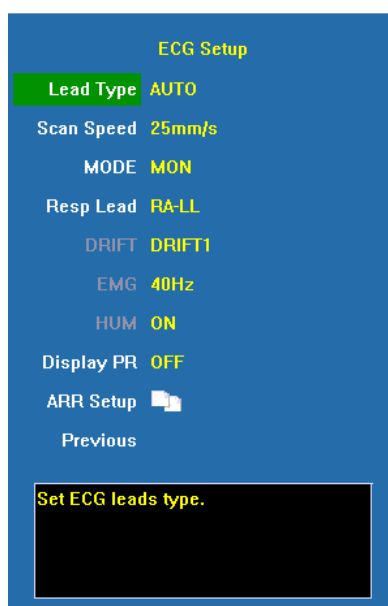 ECG Setup
Lead Type AUTO
Scan Speed 25mm/s
MODE MON
Resp Lead RA-LL
DRIFT DRIFT1
EMG 40Hz
HUM ON
Display PR OFF
ARR Setup
Previous
Set ECG leads type.